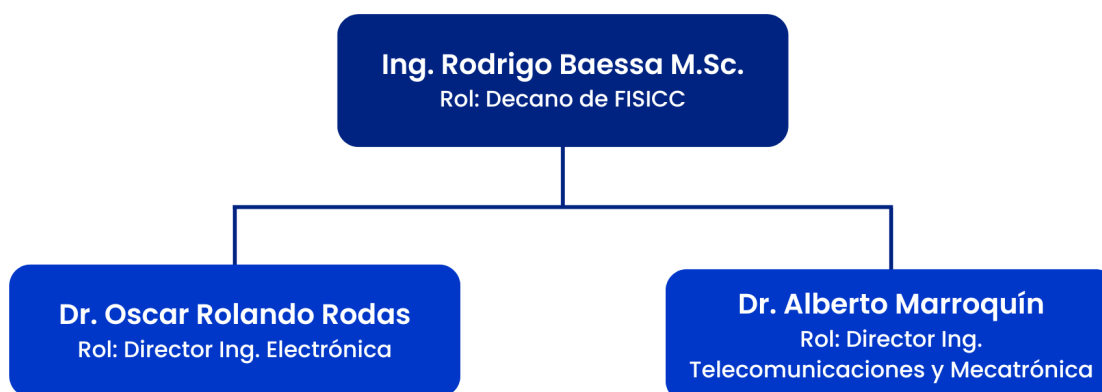 Ing. Rodrigo Baessa M.Sc.
Rol: Decano de FISICC
Dr. Oscar Rolando Rodas
Rol: Director Ing. Electrónica
Dr. Alberto Marroquín
Rol: Director Ing.
Telecomunicaciones y Mecatrónica